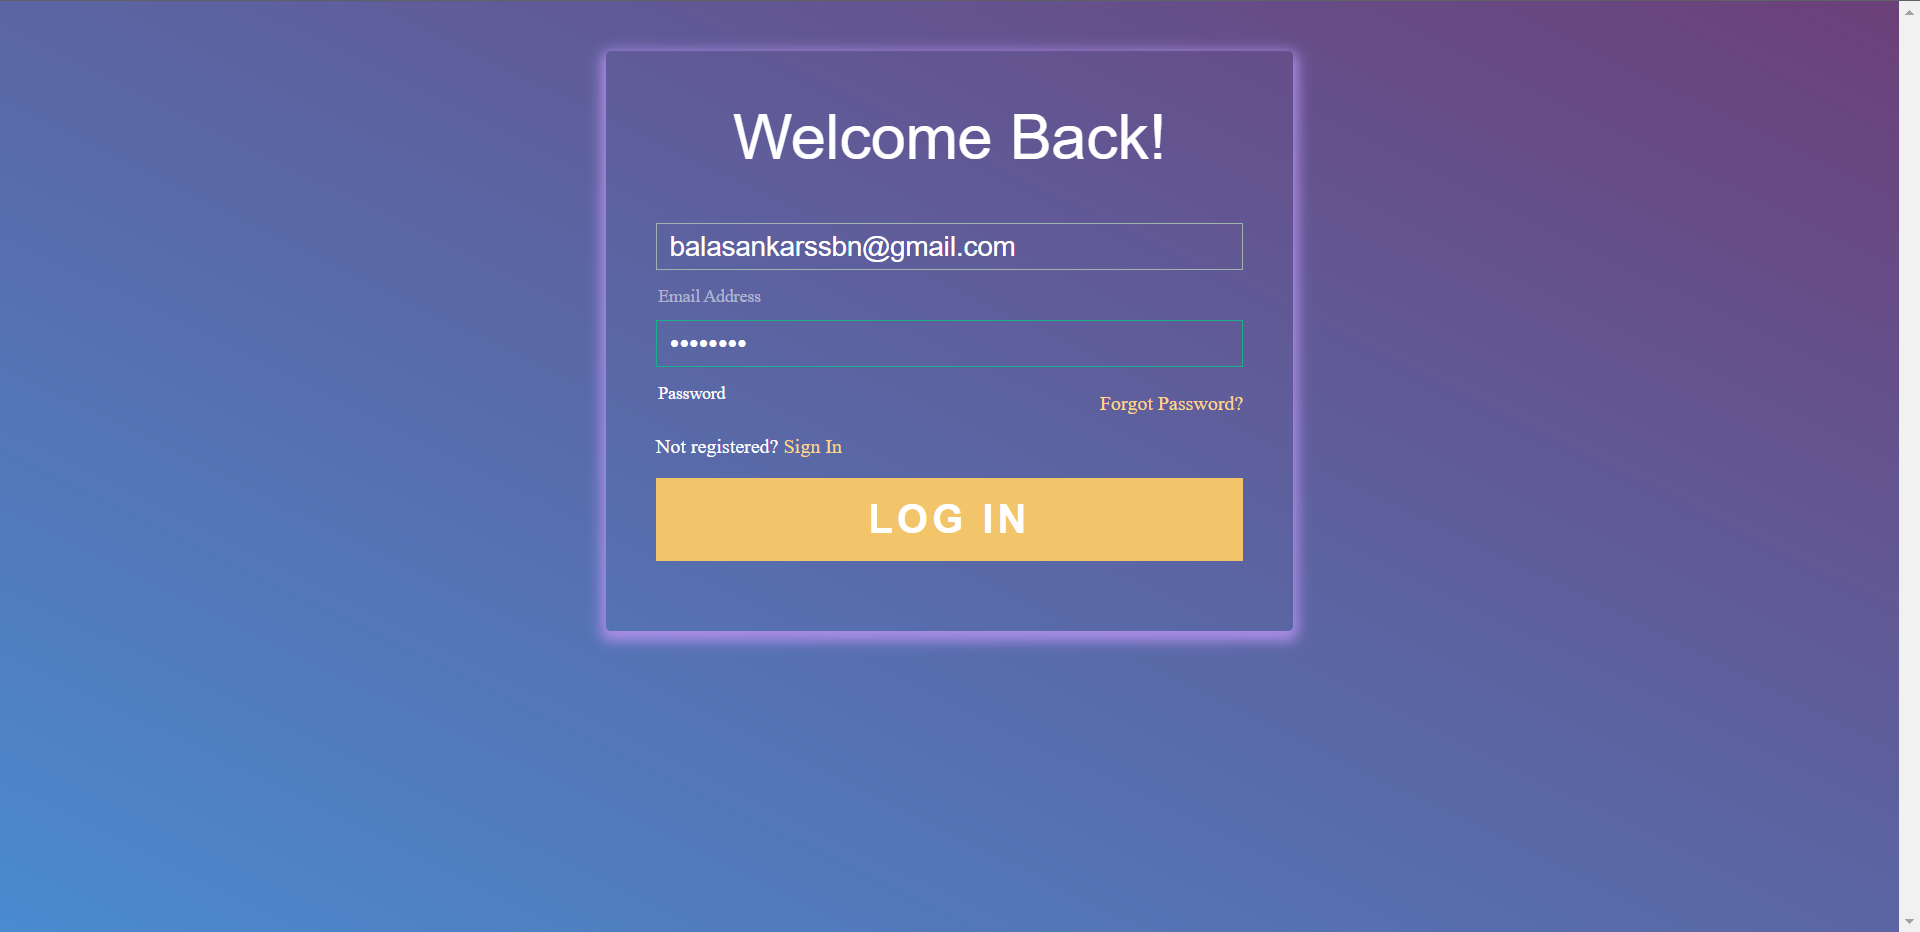 Welcome Back!
balasankarssbn@gmail.com
Email Address
••••••••
Password
Forgot Password?
Not registered? Sign In
LOG IN